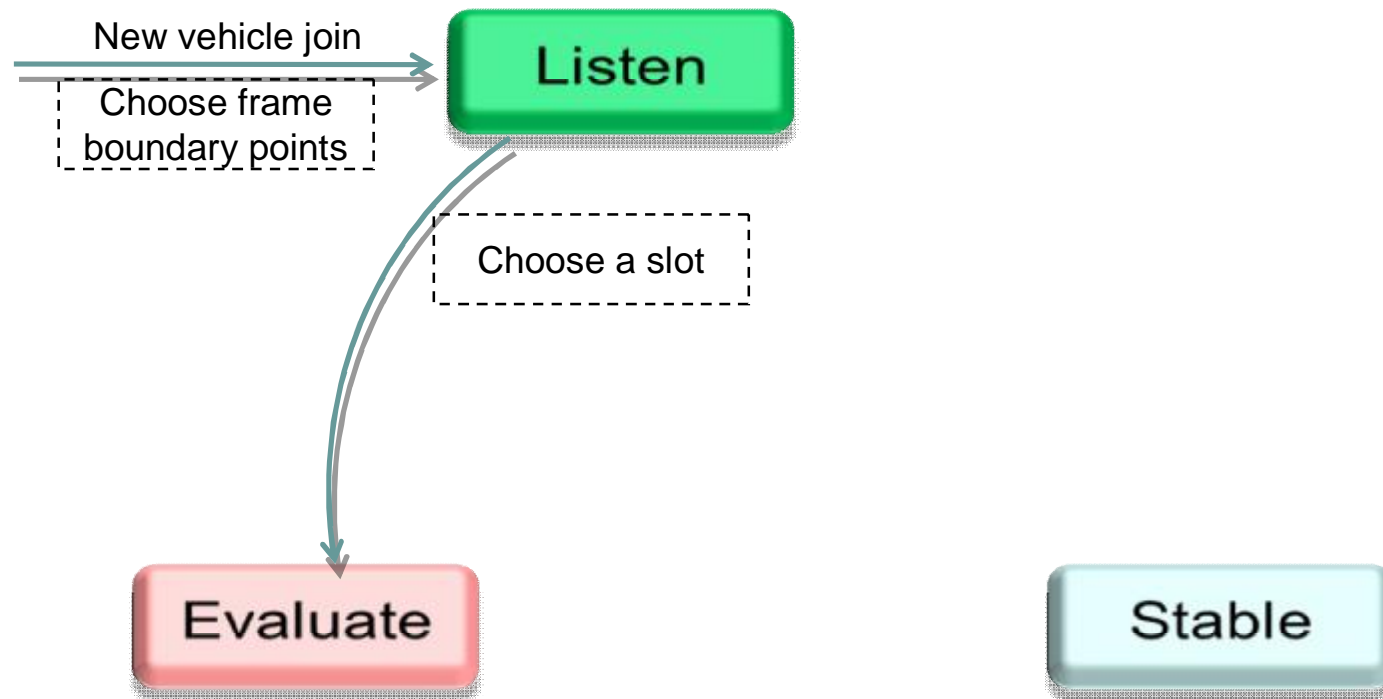 New vehicle join
Listen
Choose frame
boundary points
Choose a slot
Evaluate
Stable